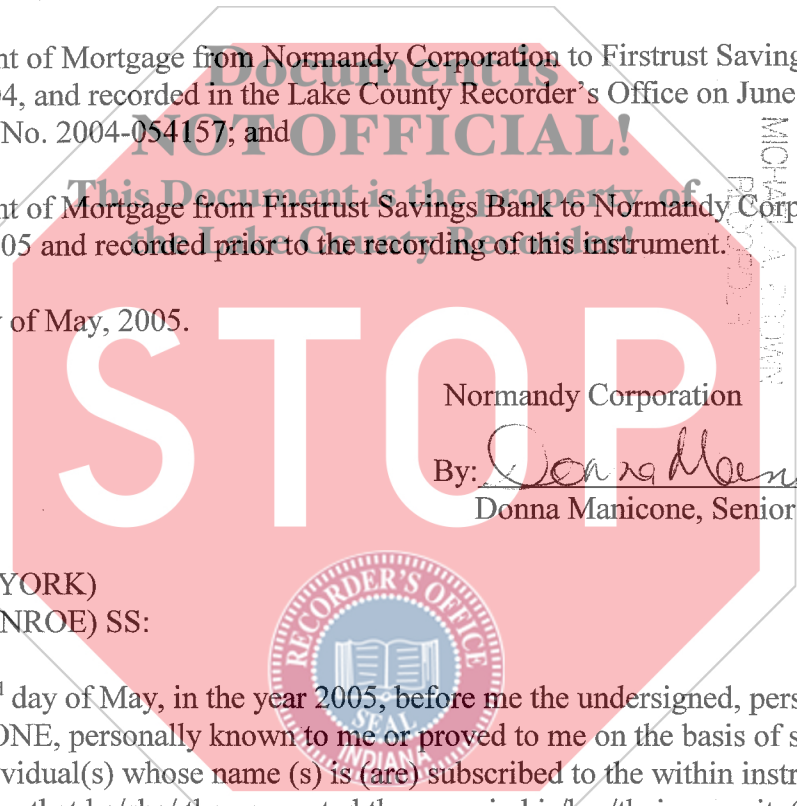 nt of Mortgage from Normandy Corporation to Firstrust Saving
Document is
04, and recorded in the Lake County Recorder's Office on June
No. 2004-054157; and
NOT OFFICIAL!
This Document is the property of
nt of Mortgage from Firstrust Savings Bank to Normandy Corp
the Lake County Recorder!
05 and recorded prior to the recording of this instrument.
of May, 2005.
STOP
Normandy Corporation
By: Donna Man
Donna Manicone, Senior
YORK)
NROE) SS:
RECORDER'S OFFICE
SEAL
INDIANA
day of May, in the year 2005, before me the undersigned, pers
ONE, personally known to me or proved to me on the basis of s
vidual(s) whose name (s) is (are) subscribed to the within instr